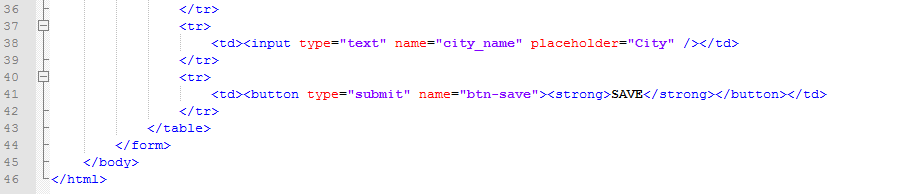 36 </tr>
37 <tr>
38 <td><input type="text" name="city_name" placeholder="City" /></td>
39 </tr>
40 <tr>
41 <td><button type="submit" name="btn-save"><strong>SAVE</strong></button></td>
42 </tr>
43 </table>
44 </form>
45 </body>
46 </html>